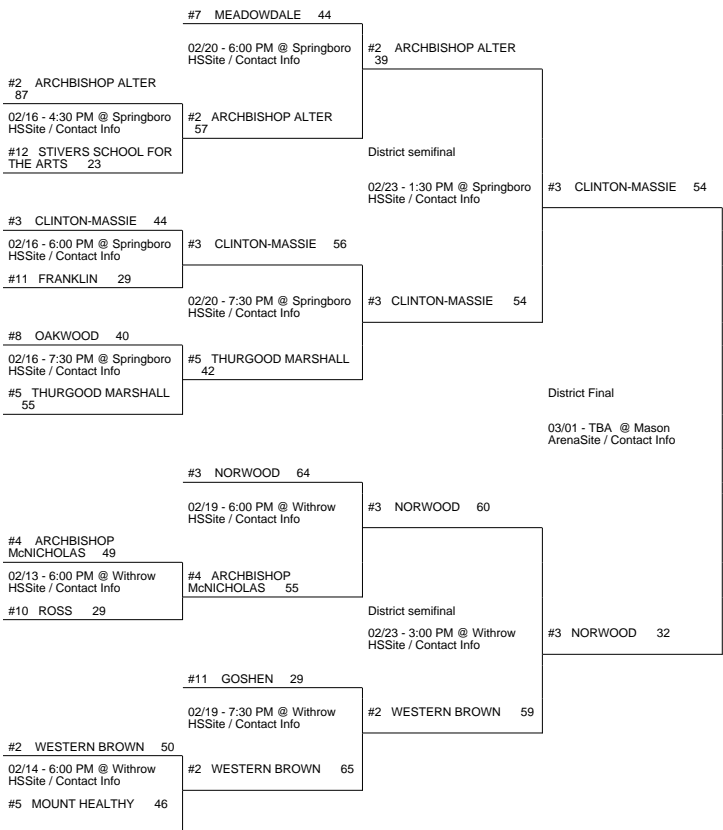 #7 MEADOWDALE 44
02/20 - 6:00 PM @ Springboro
HSSite / Contact Info
#2 ARCHBISHOP ALTER
39
#2 ARCHBISHOP ALTER
87
02/16 - 4:30 PM @ Springboro
HSSite / Contact Info
#2 ARCHBISHOP ALTER
57
#12 STIVERS SCHOOL FOR
THE ARTS 23
District semifinal
02/23 - 1:30 PM @ Springboro
HSSite / Contact Info
#3 CLINTON-MASSIE 54
#3 CLINTON-MASSIE 44
02/16 - 6:00 PM @ Springboro
HSSite / Contact Info
#3 CLINTON-MASSIE 56
#11 FRANKLIN 29
02/20 - 7:30 PM @ Springboro
HSSite / Contact Info
#3 CLINTON-MASSIE 54
#8 OAKWOOD 40
02/16 - 7:30 PM @ Springboro
HSSite / Contact Info
#5 THURGOOD MARSHALL
42
#5 THURGOOD MARSHALL
55
District Final
03/01 - TBA @ Mason
ArenaSite / Contact Info
#3 NORWOOD 64
02/19 - 6:00 PM @ Withrow
HSSite / Contact Info
#3 NORWOOD 60
#4 ARCHBISHOP
McNICHOLAS 49
02/13 - 6:00 PM @ Withrow
HSSite / Contact Info
#4 ARCHBISHOP
McNICHOLAS 55
#10 ROSS 29
District semifinal
02/23 - 3:00 PM @ Withrow
HSSite / Contact Info
#3 NORWOOD 32
#11 GOSHEN 29
02/19 - 7:30 PM @ Withrow
HSSite / Contact Info
#2 WESTERN BROWN 59
#2 WESTERN BROWN 50
02/14 - 6:00 PM @ Withrow
HSSite / Contact Info
#2 WESTERN BROWN 65
#5 MOUNT HEALTHY 46